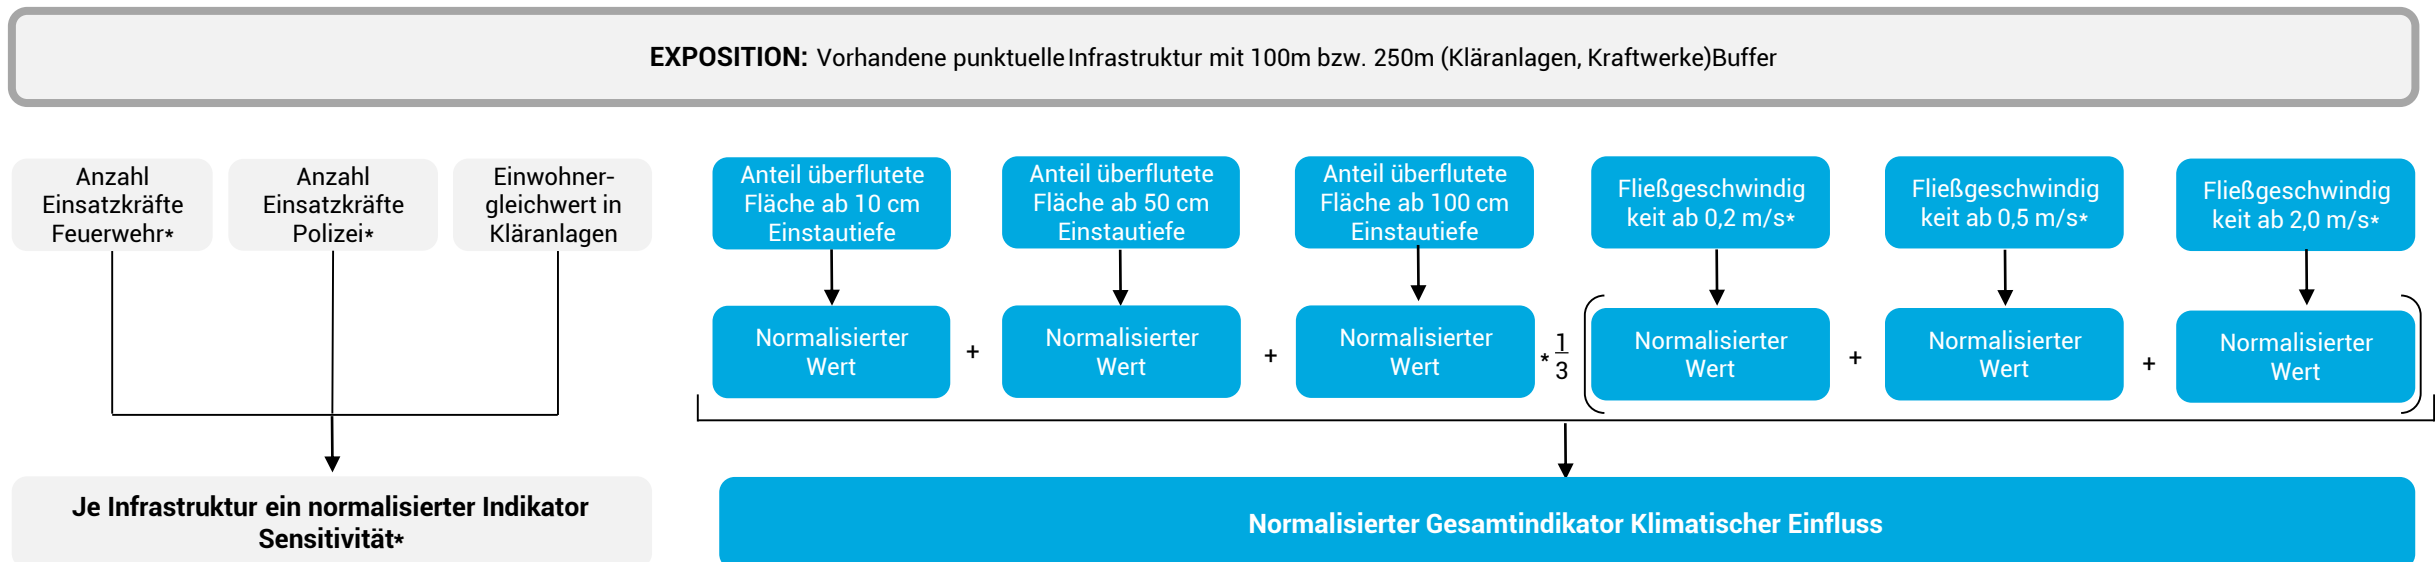 EXPOSITION: Vorhandene punktuelle Infrastruktur mit 100m bzw. 250m (Kläranlagen, Kraftwerke)Buffer
Anzahl
Einsatzkräfte
Feuerwehr*
Anzahl
Einsatzkräfte
Polizei*
Einwohner-
gleichwert in
Kläranlagen
Anteil überflutete
Fläche ab 10 cm
Einstautiefe
Anteil überflutete
Fläche ab 50 cm
Einstautiefe
Anteil überflutete
Fläche ab 100 cm
Einstautiefe
Fließgeschwindig
keit ab 0,2 m/s*
Fließgeschwindig
keit ab 0,5 m/s*
Fließgeschwindig
keit ab 2,0 m/s*
Normalisierter
Wert
+
Normalisierter
Wert
+
Normalisierter
Wert
* 1/3 (
Normalisierter
Wert
+
Normalisierter
Wert
+
Normalisierter
Wert
)
Je Infrastruktur ein normalisierter Indikator
Sensitivität*
Normalisierter Gesamtindikator Klimatischer Einfluss